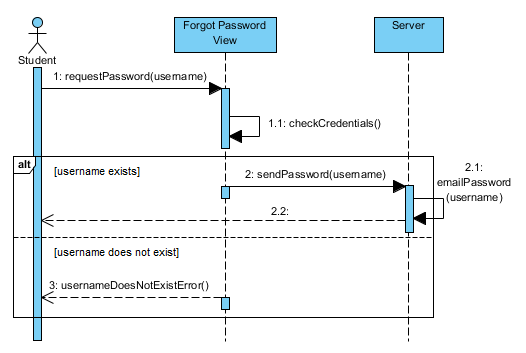 Forgot Password
View
Server
Student
1: requestPassword(username)
1.1: checkCredentials()
alt
[username exists]
2: sendPassword(username)
2.1:
emailPassword
(username)
2.2:
[username does not exist]
3: usernameDoesNotExistError()